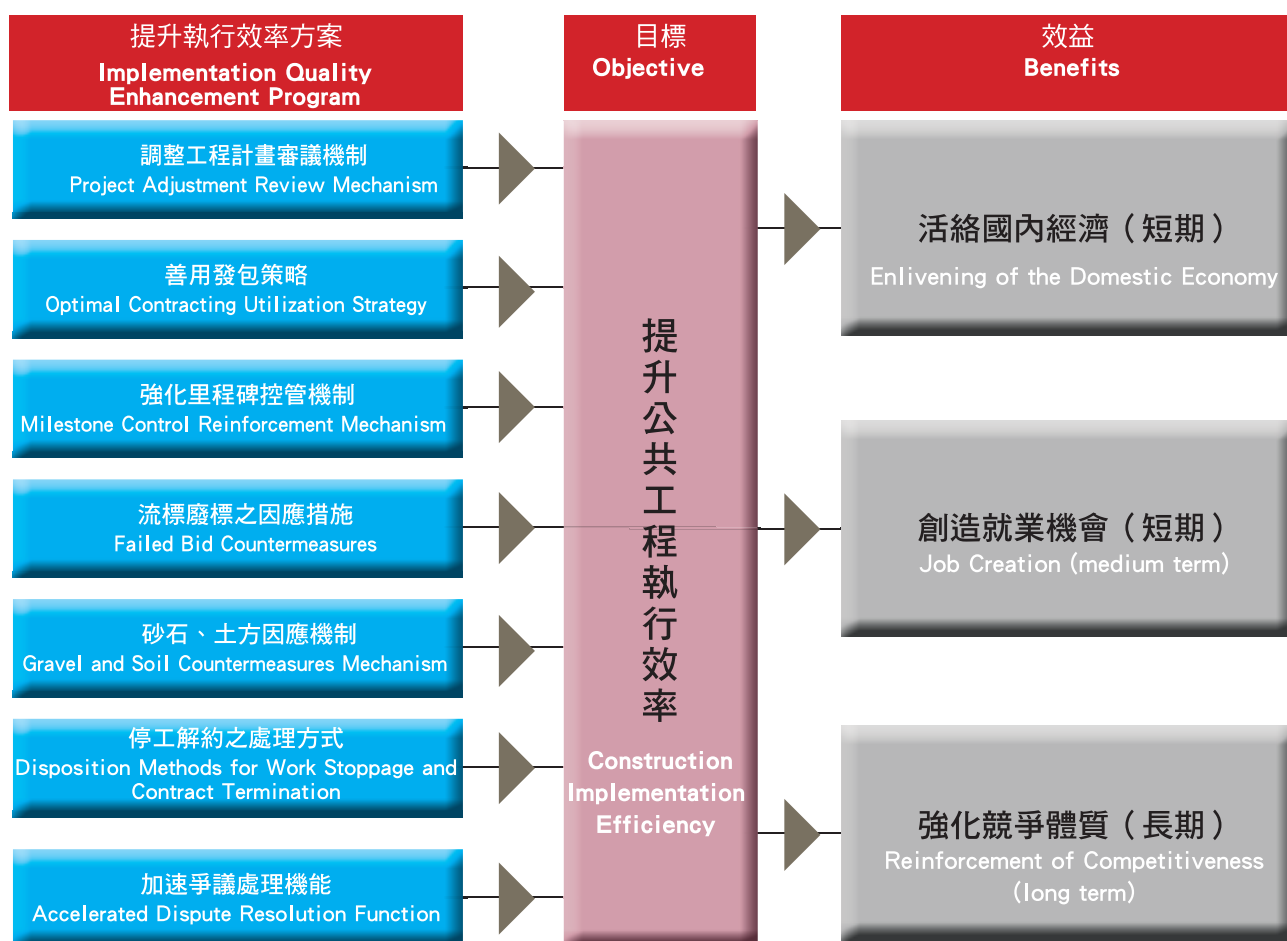 提升執行效率方案
Implementation Quality
Enhancement Program
目標
Objective
效益
Benefits
調整工程計畫審議機制
Project Adjustment Review Mechanism
善用發包策略
Optimal Contracting Utilization Strategy
強化里程碑控管機制
Milestone Control Reinforcement Mechanism
流標廢標之因應措施
Failed Bid Countermeasures
砂石、土方因應機制
Gravel and Soil Countermeasures Mechanism
停工解約之處理方式
Disposition Methods for Work Stoppage and
Contract Termination
加速爭議處理機能
Accelerated Dispute Resolution Function
提升公共工程執行效率
Construction
Implementation
Efficiency
活絡國內經濟（短期）
Enlivening of the Domestic Economy
創造就業機會（短期）
Job Creation (medium term)
強化競爭體質（長期）
Reinforcement of Competitiveness
(long term)